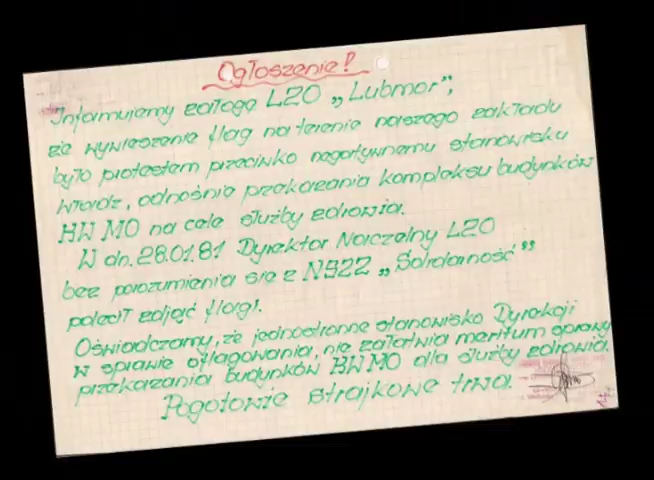 Ogłoszenie!
Informujemy załogę LZO „Lubmor",
że wywieszenie flag na terenie naszego zakładu
było protestem przeciwko negatywnemu stanowisku
władz, odnośnie przekazania kompleksu budynków
KW MO na cele służby zdrowia.
W dn. 28.01.81 Dyrektor Naczelny LZO
bez porozumienia się z NSZZ „Solidarność"
polecił zdjąć flagi.
Oświadczamy, że jednostronne stanowisko Dyrekcji
w sprawie oflagowania, nie załatwia meritum sprawy
przekazania budynków KW MO dla służby zdrowia.
Pogotowie strajkowe trwa.